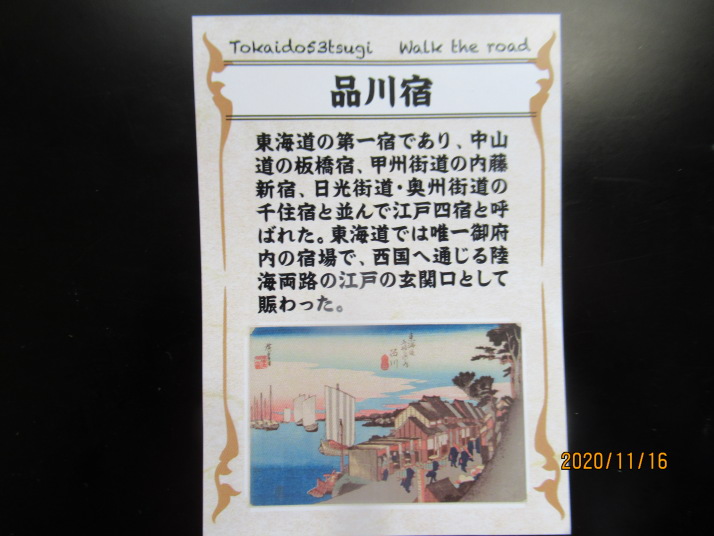 Tokaido53tsugi Walk the road
品川宿
東海道の第一宿であり、中山
道の板橋宿、甲州街道の内藤
新宿、日光街道・奥州街道の
千住宿と並んで江戸四宿と呼
ばれた。東海道では唯一御府
内の宿場で、西国へ通じる陸
海両路の江戸の玄関口として
賑わった。
品川
2020/11/16